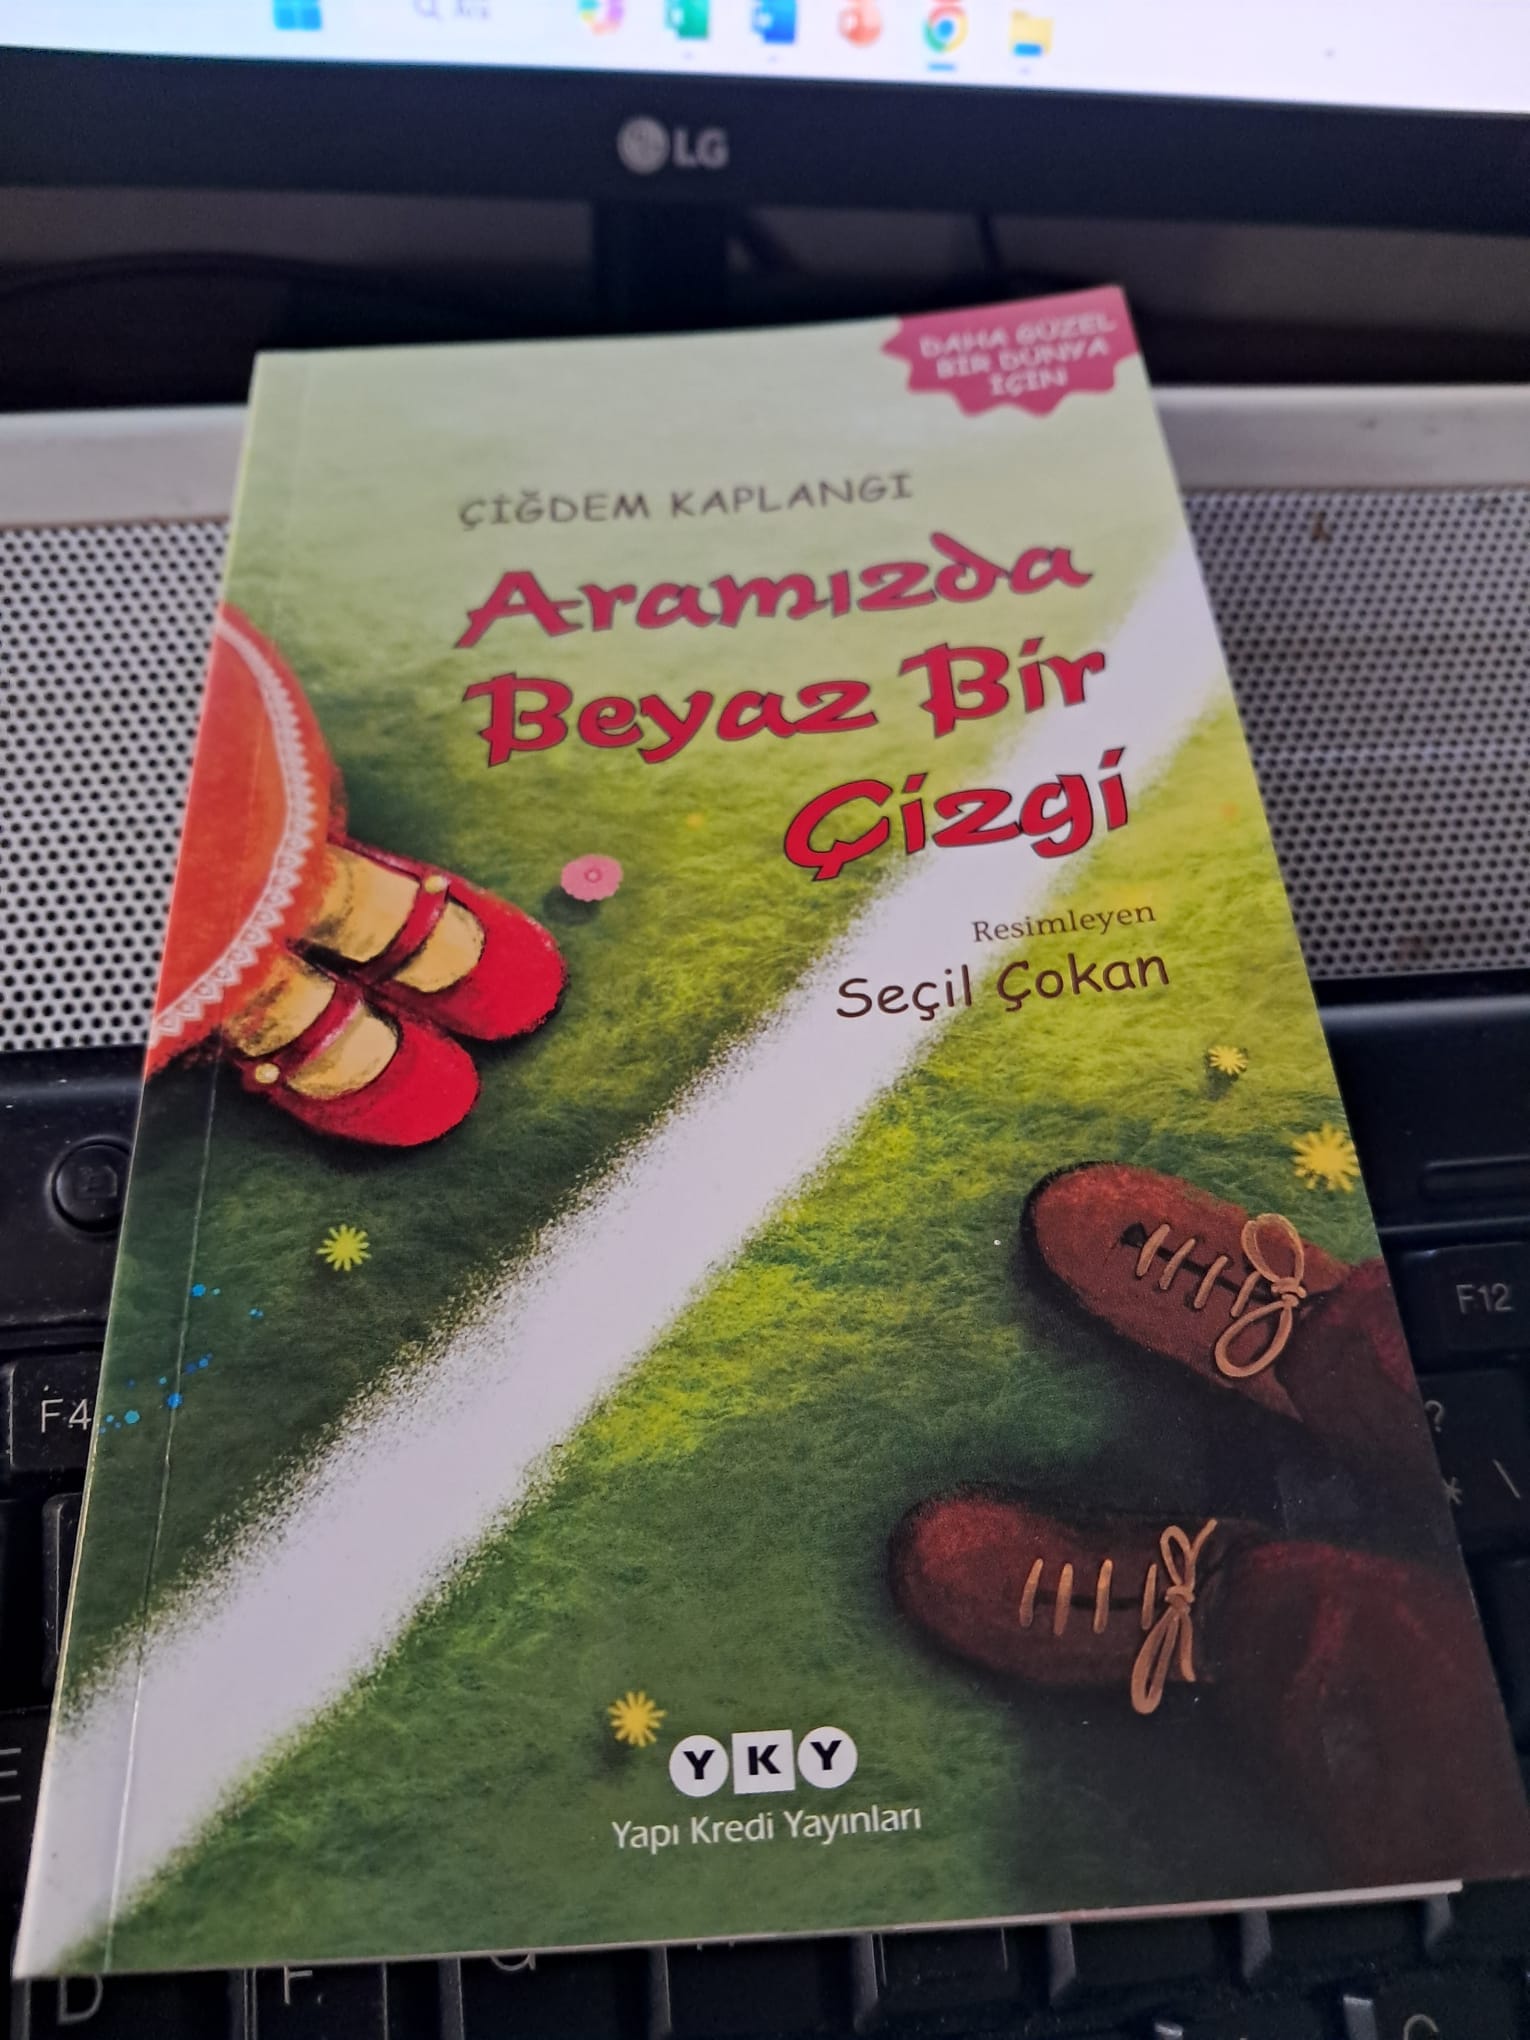 Ara
LG
DAHA GÜZEL
BİR DÜNYA
İÇİN
ÇİĞDEM KAPLANGI
Aramızda
Beyaz Bir
Çizgi
Resimleyen
Seçil Çokan
F12
F4
?
* \
YKY
Yapı Kredi Yayınları
D
F
G